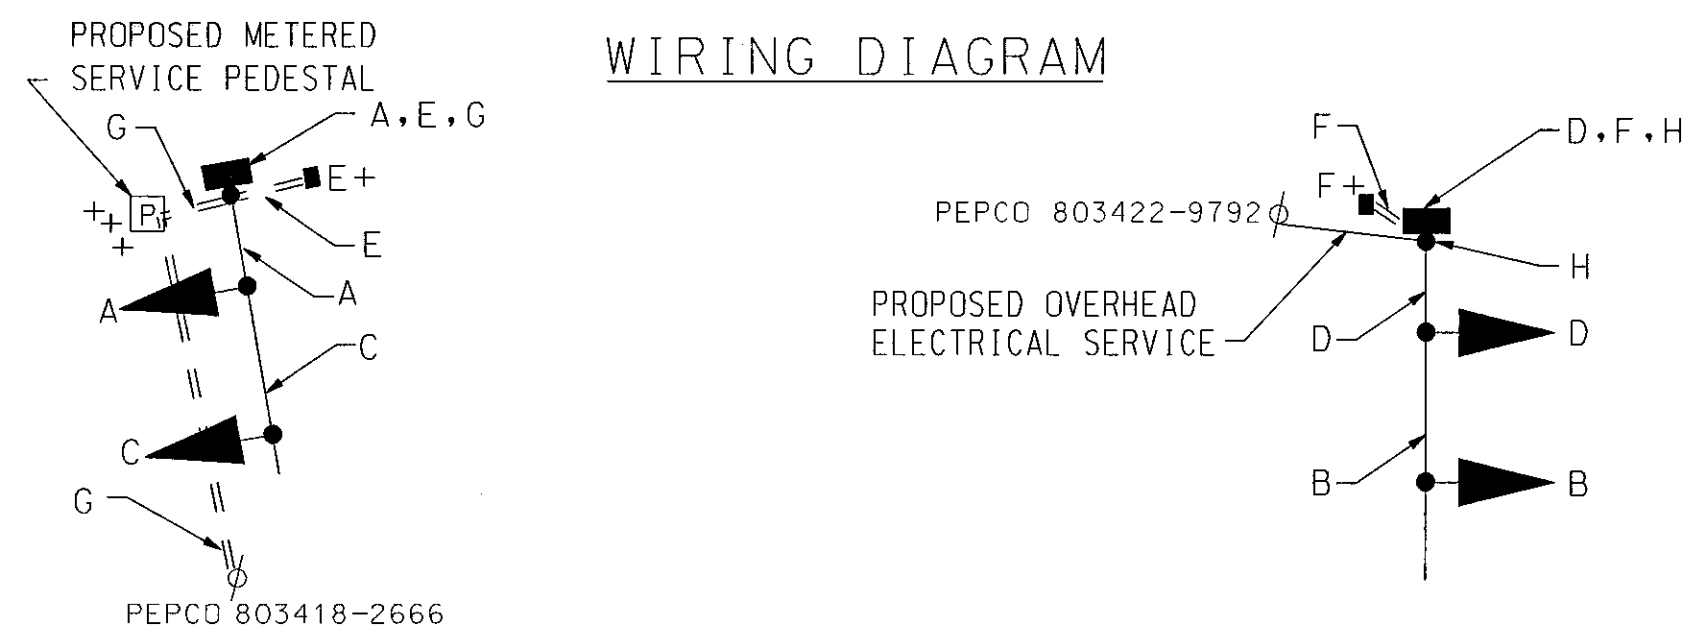 WIRING DIAGRAM
PROPOSED METERED
SERVICE PEDESTAL
G
A, E, G
E+
P
E
A
A
C
C
G
PEPCO 803418-2666
F
D, F, H
F+
PEPCO 803422-9792
H
PROPOSED OVERHEAD
ELECTRICAL SERVICE
D
D
B
B